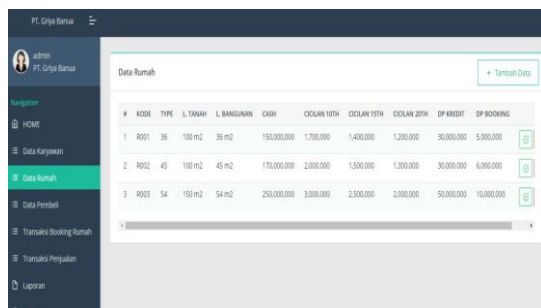 PT. Griya Banua
admin
PT. Griya Banua
Navigation
HOME
Data Karyawan
Data Rumah
Data Pembeli
Transaksi Booking Rumah
Transaksi Penjualan
Laporan
Data Rumah
+ Tambah Data
# KODE TYPE L. TANAH L. BANGUNAN CASH CICILAN 10TH CICILAN 15TH CICILAN 20TH DP KREDIT DP BOOKING
1 R001 36 100 m2 36 m2 150,000,000 1,700,000 1,400,000 1,200,000 30,000,000 5,000,000
2 R002 45 100 m2 45 m2 170,000,000 2,000,000 1,500,000 1,300,000 30,000,000 6,000,000
3 R003 54 150 m2 54 m2 250,000,000 3,000,000 2,500,000 2,000,000 50,000,000 10,000,000